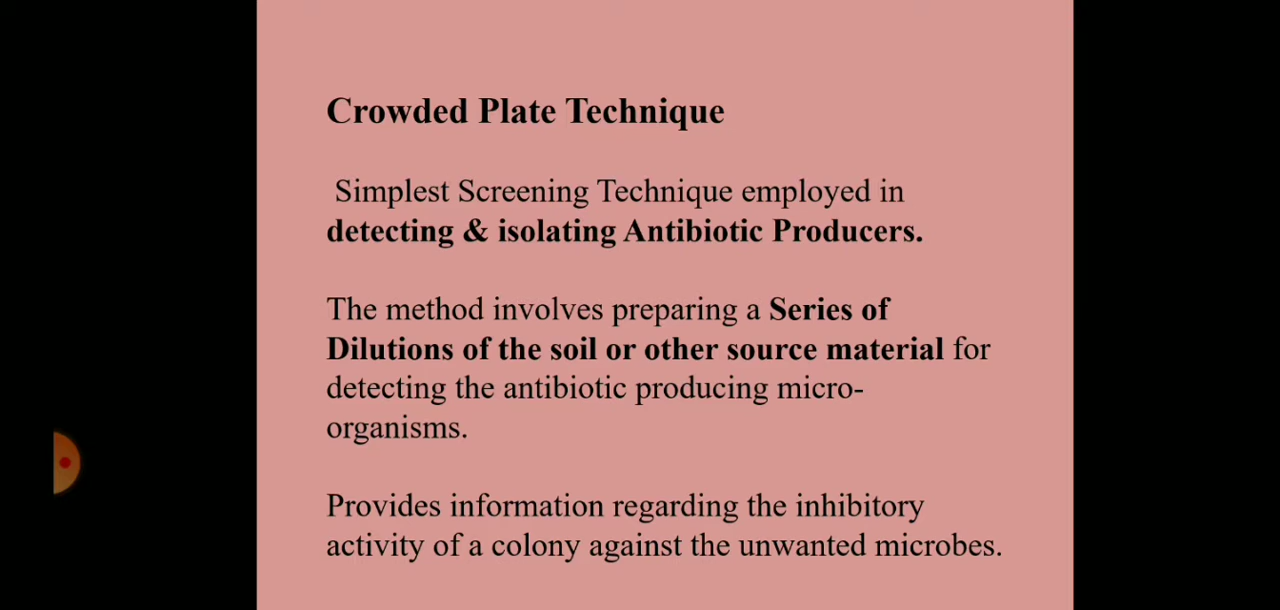 Crowded Plate Technique
Simplest Screening Technique employed in
detecting & isolating Antibiotic Producers.
The method involves preparing a Series of
Dilutions of the soil or other source material for
detecting the antibiotic producing micro-
organisms.
Provides information regarding the inhibitory
activity of a colony against the unwanted microbes.